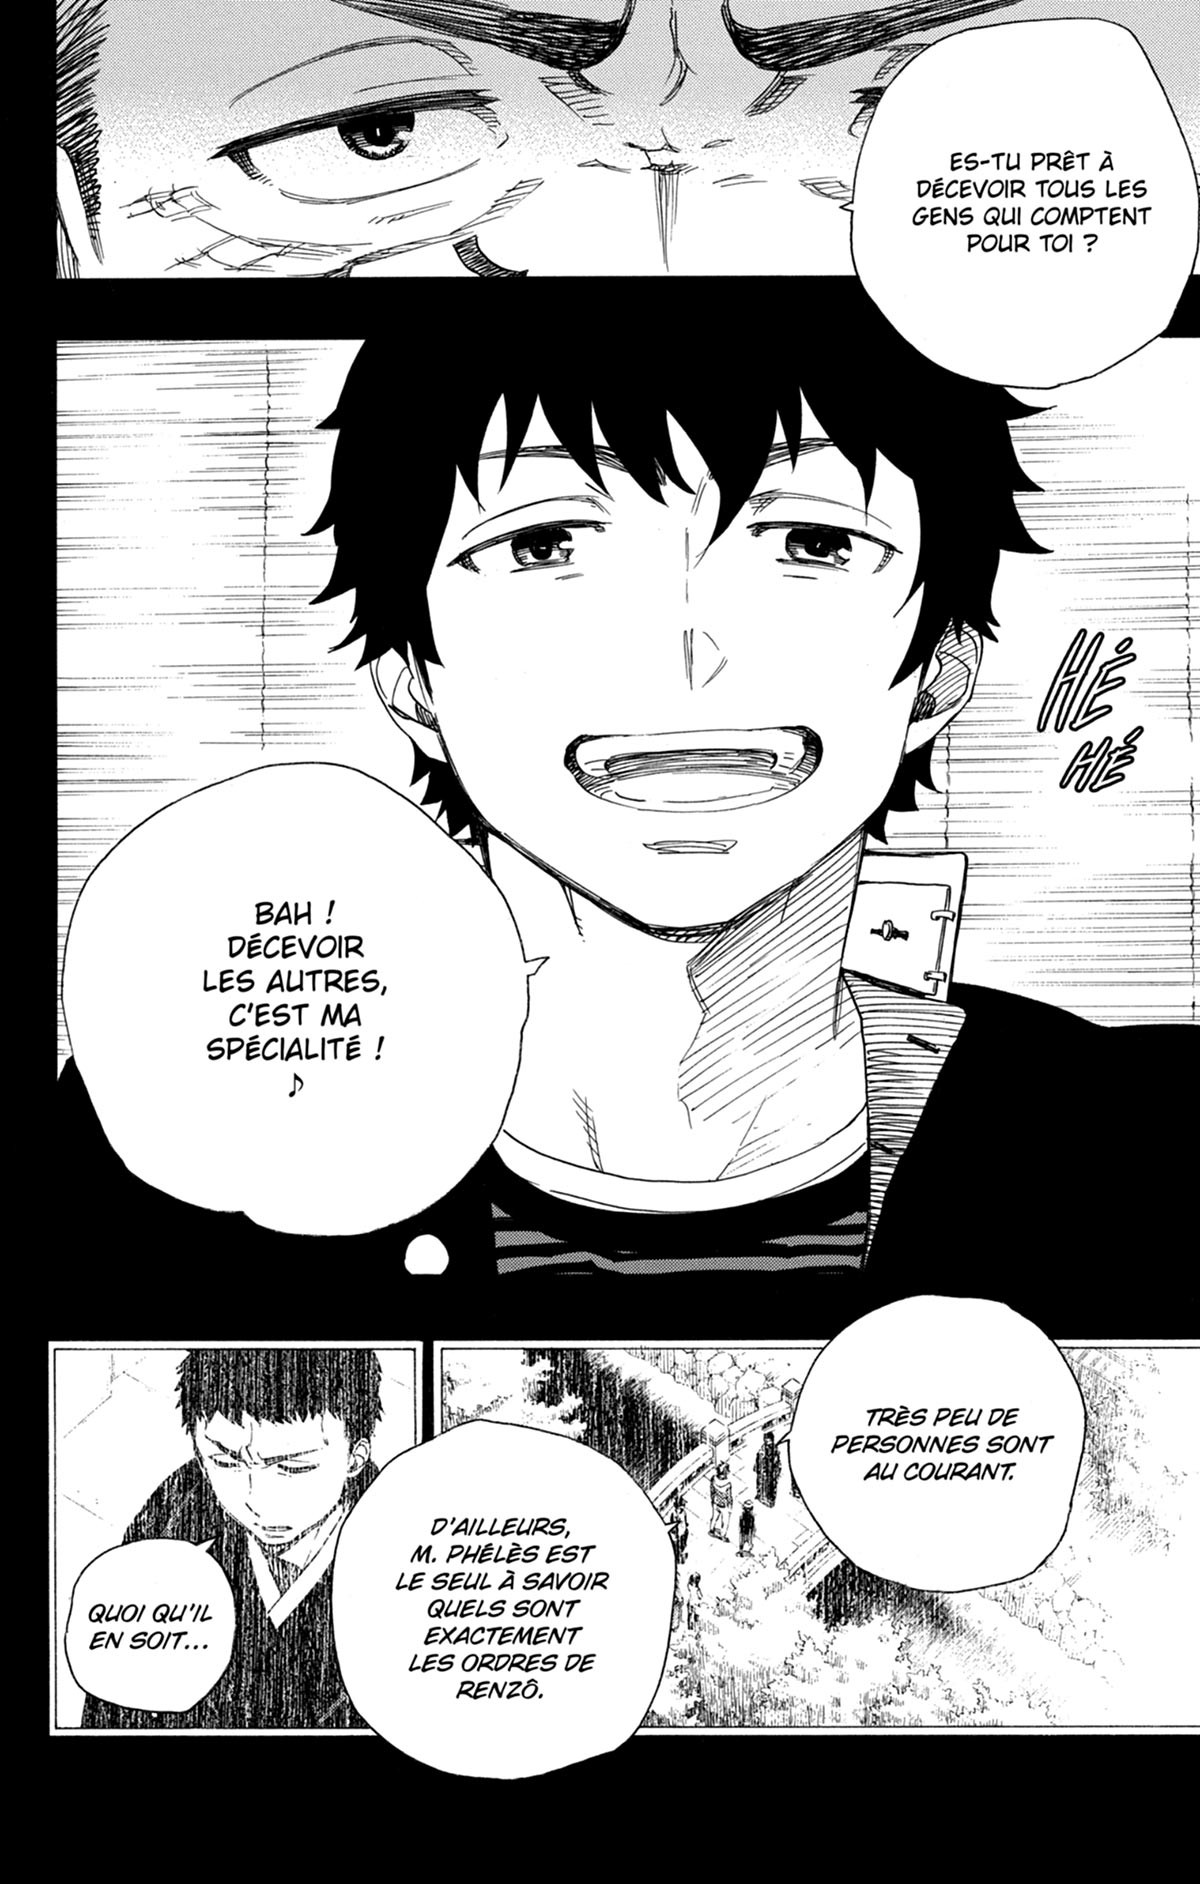 ES-TU PRÊT À
DÉCEVOIR TOUS LES
GENS QUI COMPTENT
POUR TOI ?
HÉ
HÉ
BAH !
DÉCEVOIR
LES AUTRES,
C'EST MA
SPÉCIALITÉ !
♪
TRÈS PEU DE
PERSONNES SONT
AU COURANT.
D'AILLEURS,
M. PHÉLÈS EST
LE SEUL À SAVOIR
QUELS SONT
EXACTEMENT
LES ORDRES DE
RENZÔ.
QUOI QU'IL
EN SOIT...